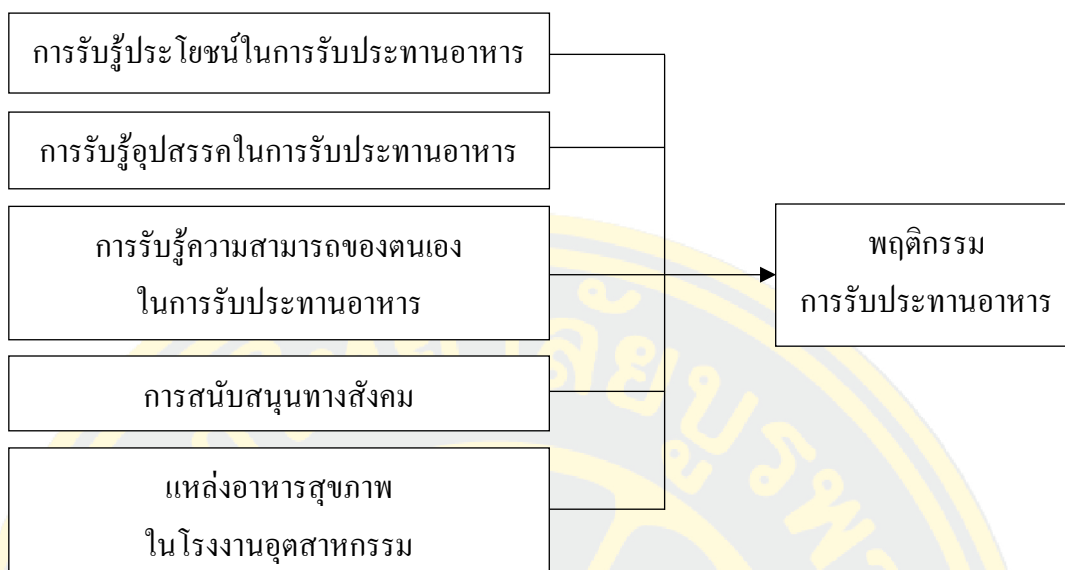 การรับรู้ประโยชน์ในการรับประทานอาหาร
การรับรู้อุปสรรคในการรับประทานอาหาร
การรับรู้ความสามารถของตนเอง
ในการรับประทานอาหาร
การสนับสนุนทางสังคม
แหล่งอาหารสุขภาพ
ในโรงงานอุตสาหกรรม
พฤติกรรม
การรับประทานอาหาร